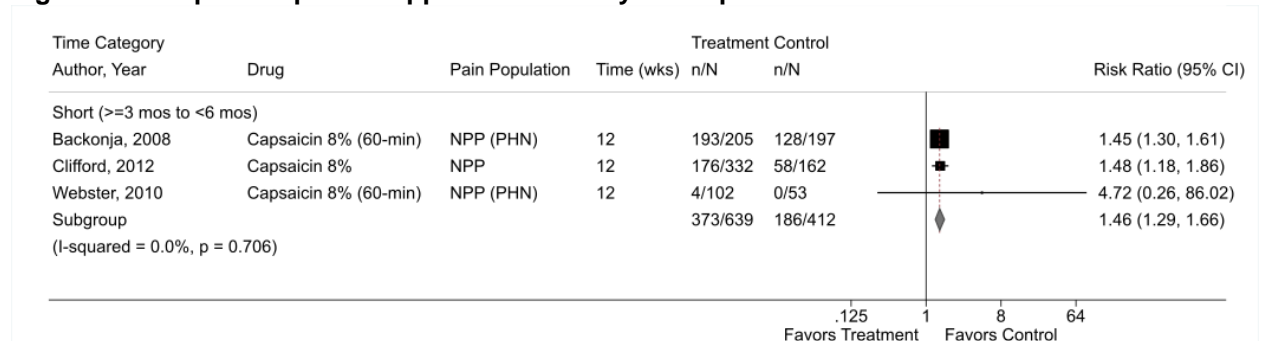 Time Category Treatment Control
Author, Year Drug Pain Population Time (wks) n/N n/N Risk Ratio (95% CI)
Short (>=3 mos to <6 mos)
Backonja, 2008 Capsaicin 8% (60-min) NPP (PHN) 12 193/205 128/197 1.45 (1.30, 1.61)
Clifford, 2012 Capsaicin 8% NPP 12 176/332 58/162 1.48 (1.18, 1.86)
Webster, 2010 Capsaicin 8% (60-min) NPP (PHN) 12 4/102 0/53 4.72 (0.26, 86.02)
Subgroup 373/639 186/412 1.46 (1.29, 1.66)
(I-squared = 0.0%, p = 0.706)
.125 1 8 64
Favors Treatment Favors Control